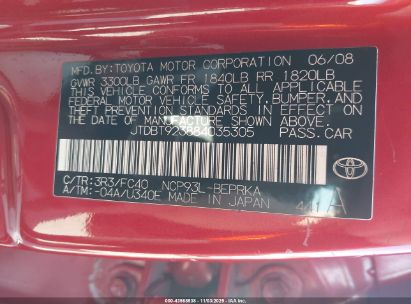 MFD. BY:TOYOTA MOTOR CORPORATION 06/08
GVWR 3300LB GAWR FR 1840LB RR 1820LB
THIS VEHICLE CONFORMS TO ALL APPLICABLE
FEDERAL MOTOR VEHICLE SAFETY, BUMPER, AND
THEFT PREVENTION STANDARDS IN EFFECT ON
THE DATE OF MANUFACTURE SHOWN ABOVE.
JTDBT923884035305 PASS.CAR
C/TR: 3R3/FC40 NCP93L-BEPRKA
A/TM: -04A/U340E MADE IN JAPAN
TOYOTA